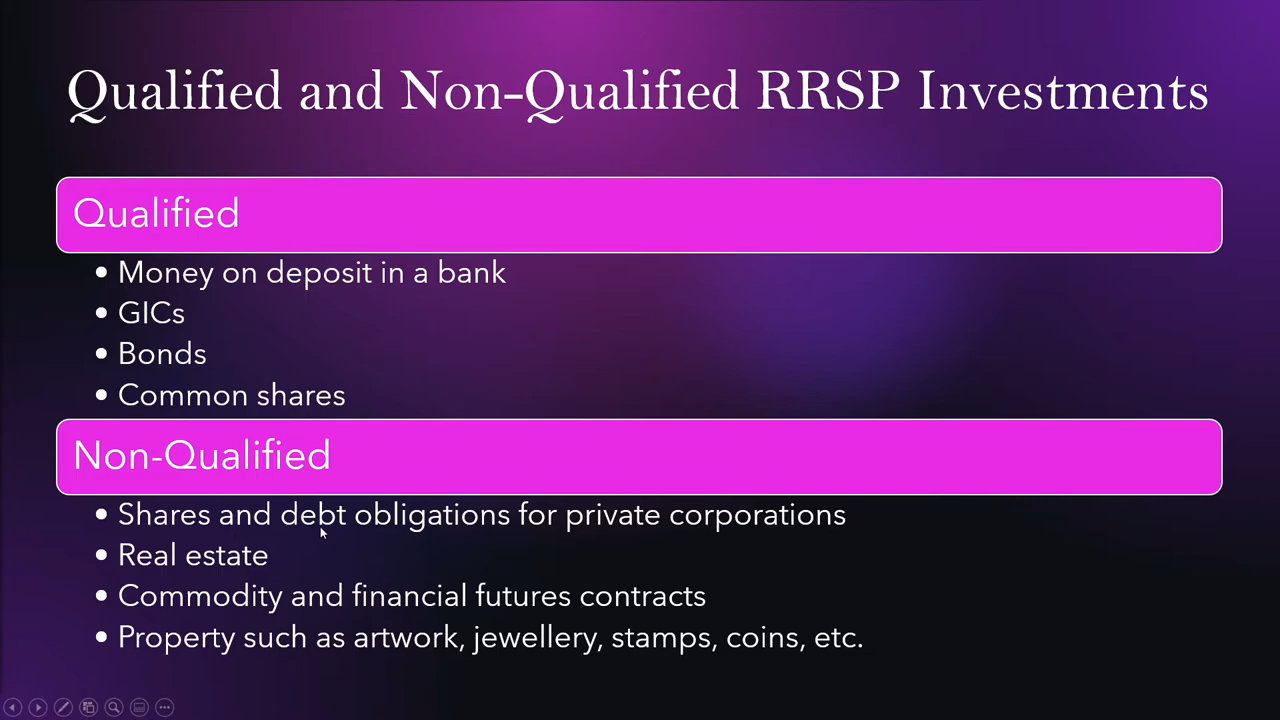 Qualified and Non-Qualified RRSP Investments
Qualified
• Money on deposit in a bank
• GICs
• Bonds
• Common shares
Non-Qualified
• Shares and debt obligations for private corporations
• Real estate
• Commodity and financial futures contracts
• Property such as artwork, jewellery, stamps, coins, etc.